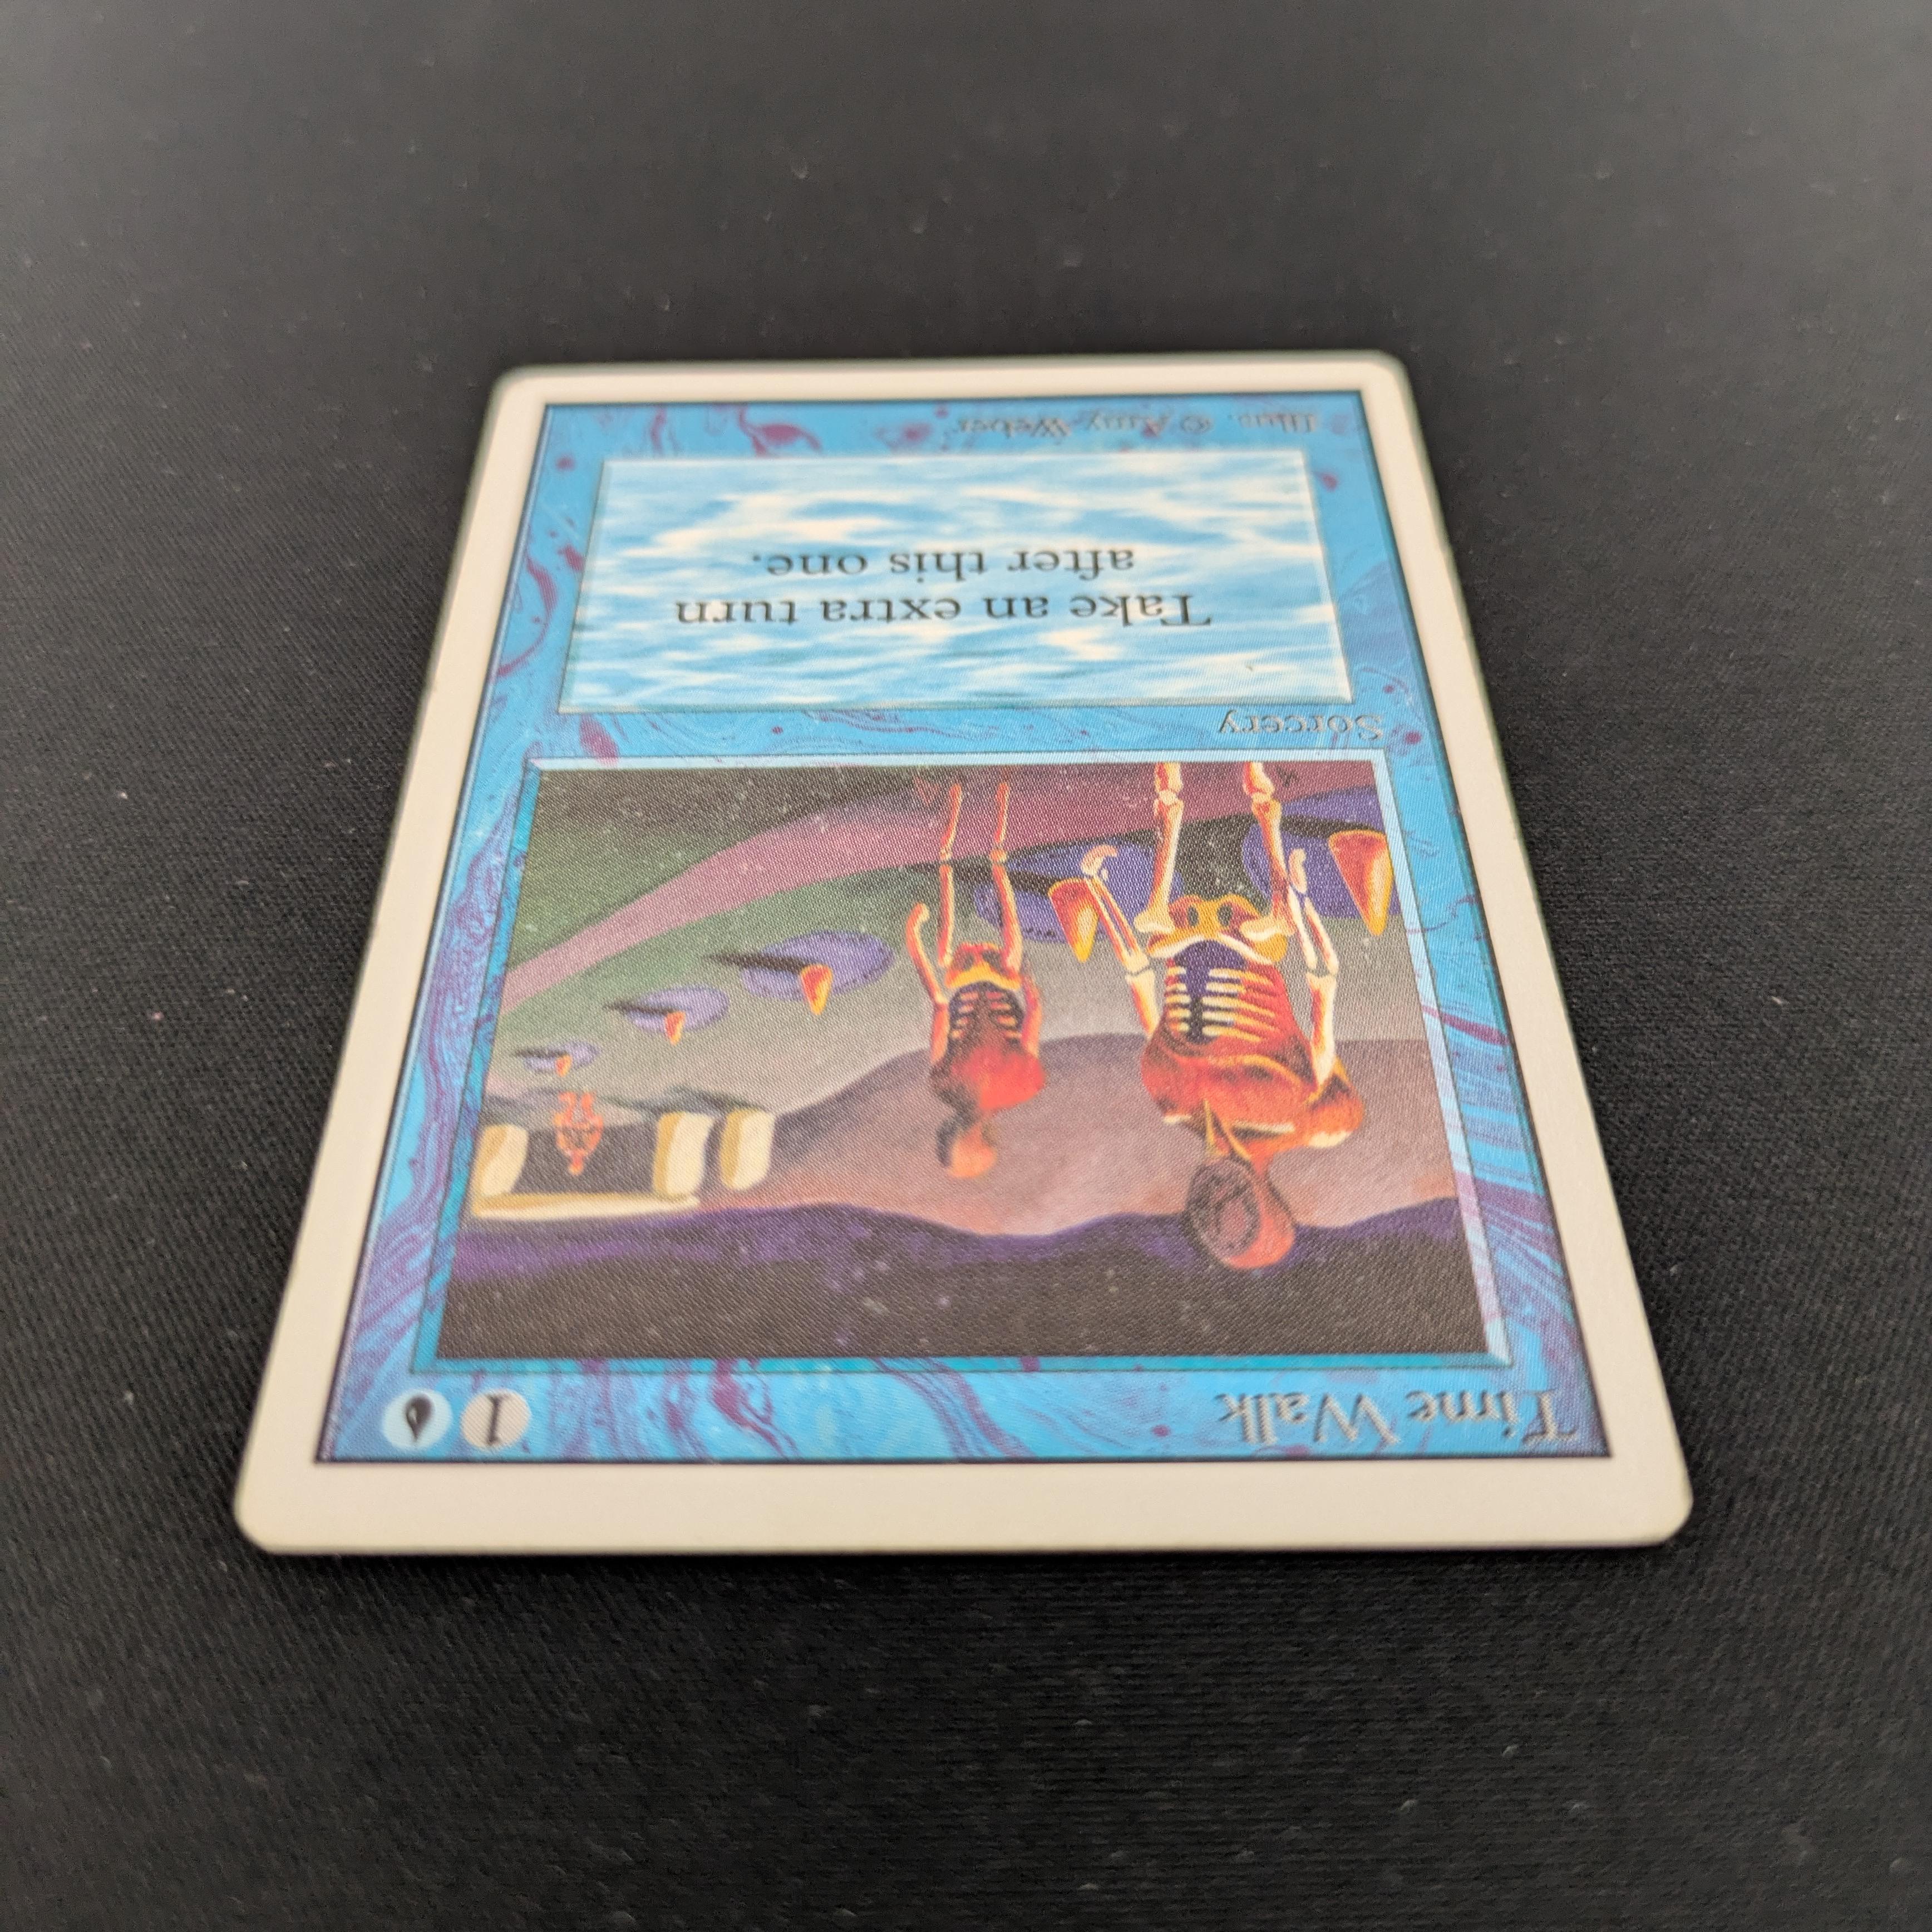 Time Walk
1
Sorcery
Take an extra turn
after this one.
Illus. © Amy Weber